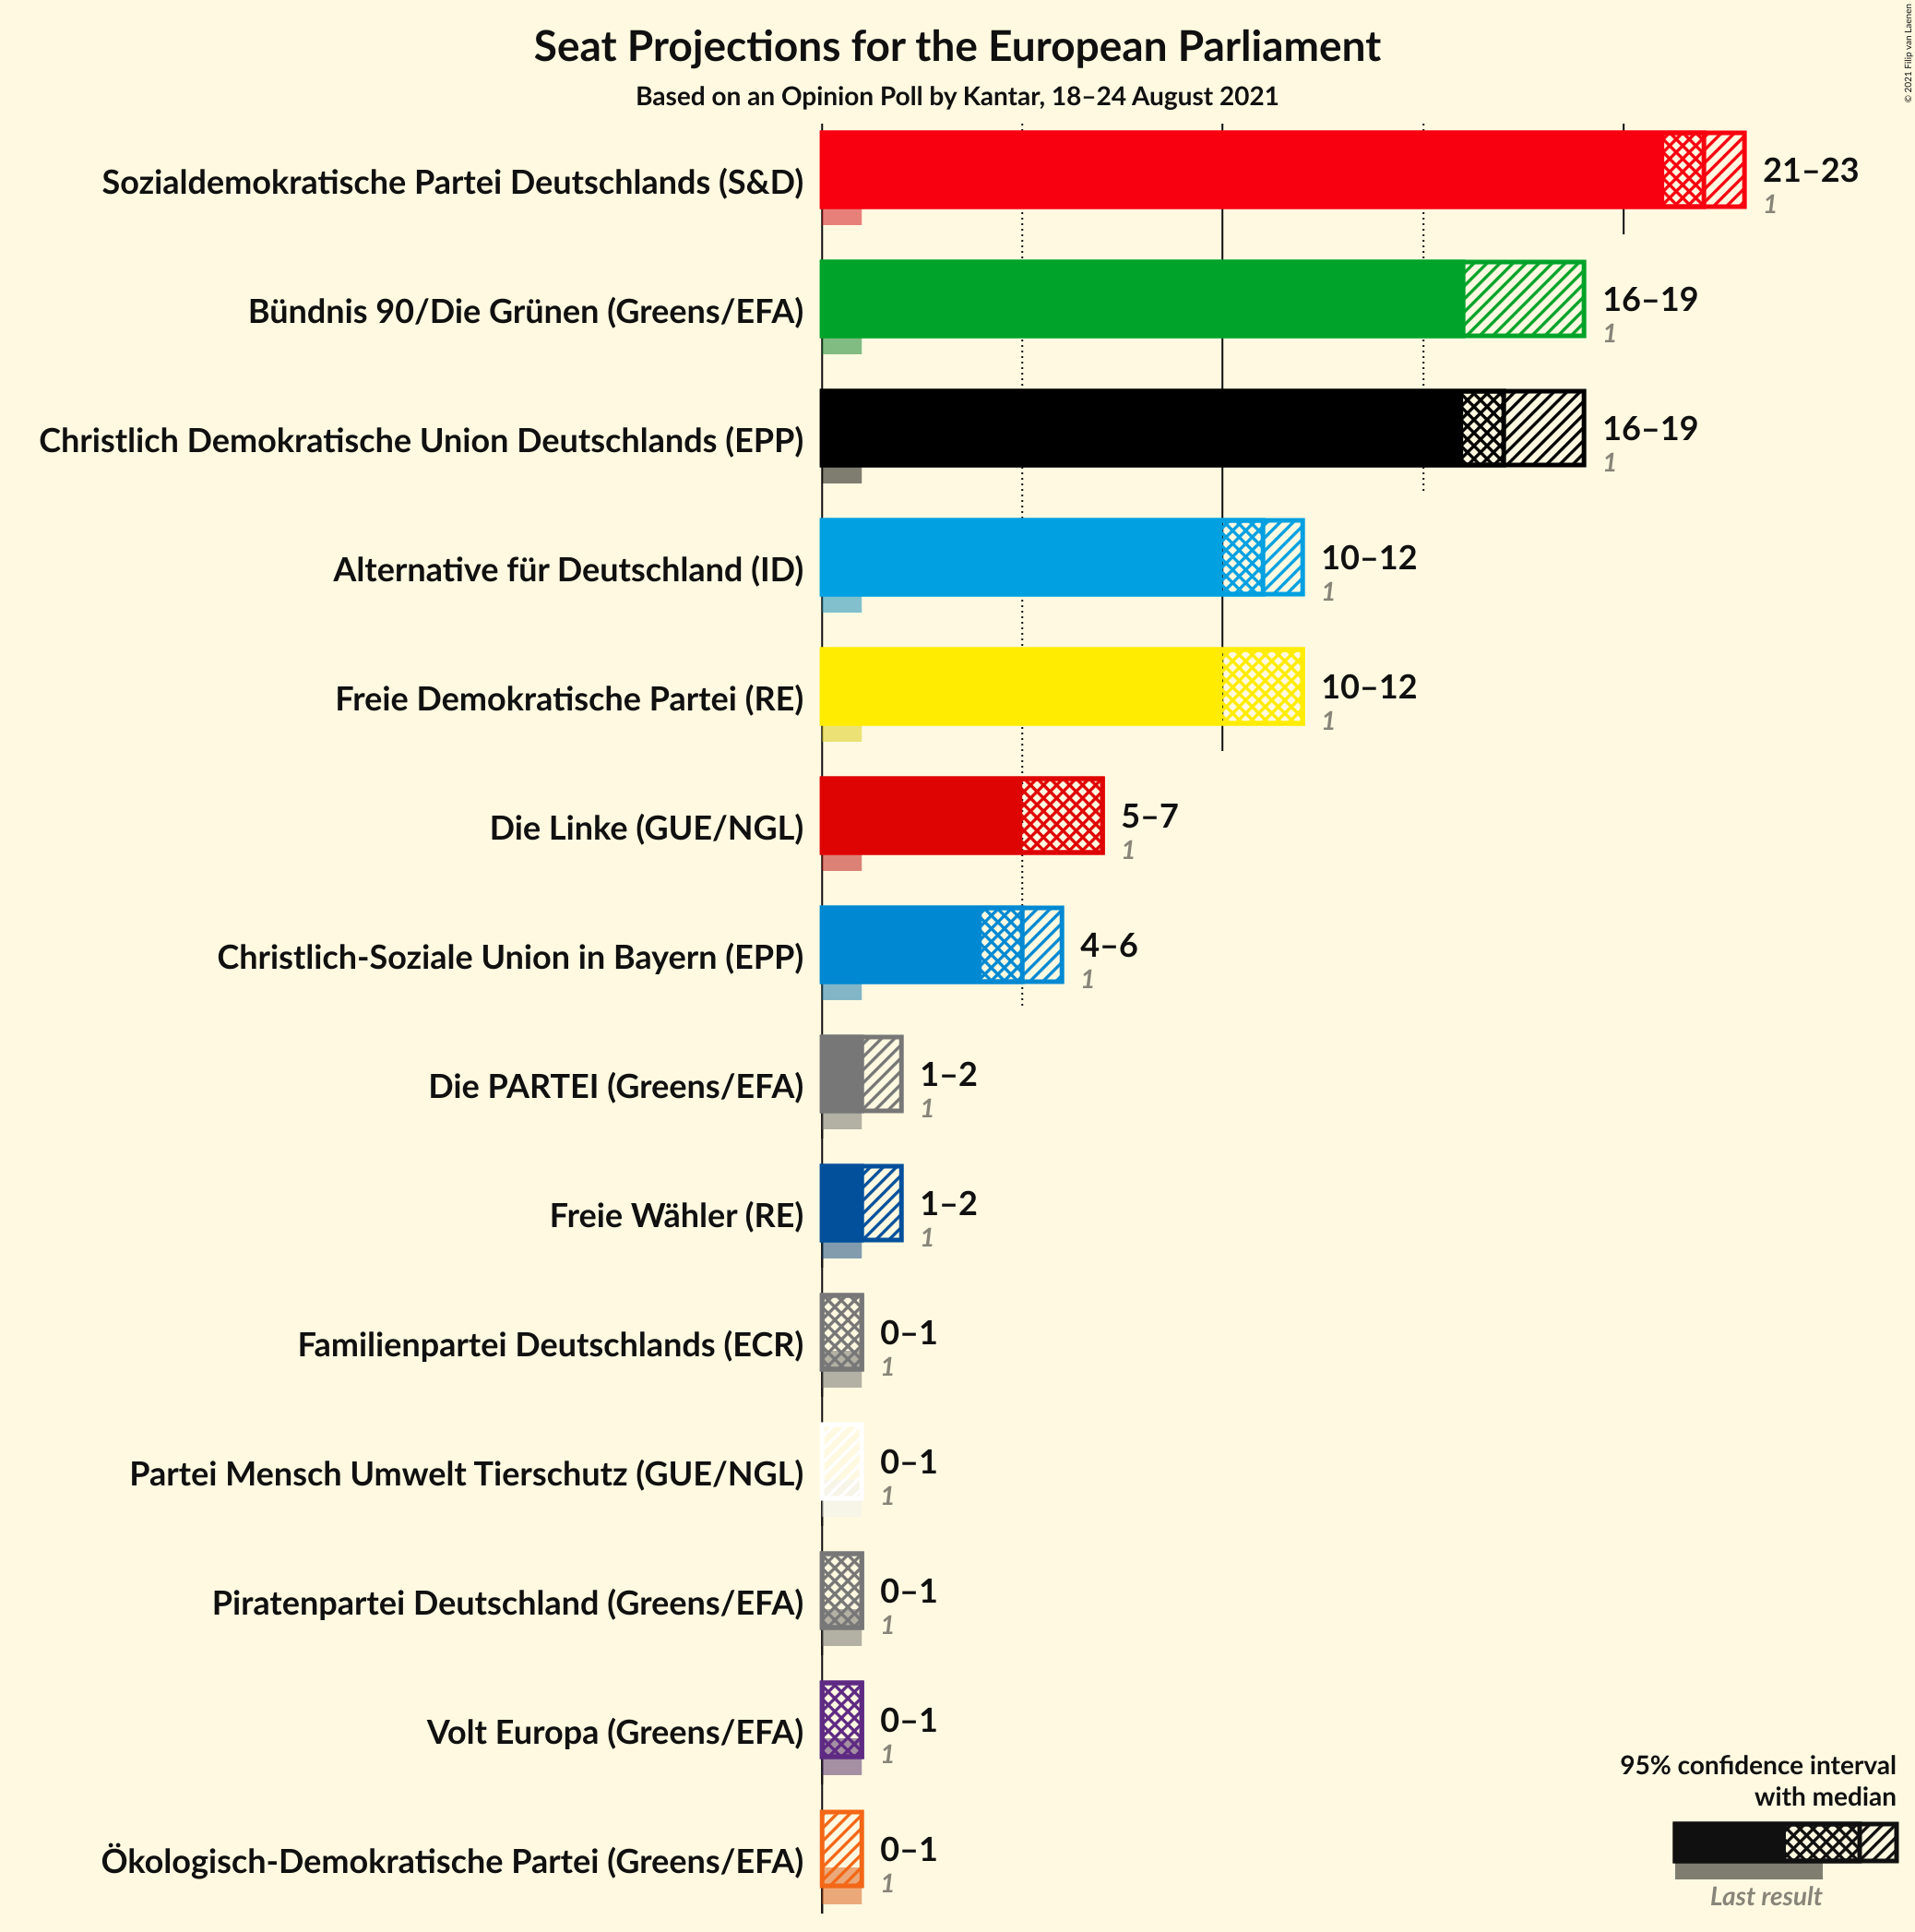 Seat Projections for the European Parliament
Based on an Opinion Poll by Kantar, 18–24 August 2021
© 2021 Filip van Laenen
Sozialdemokratische Partei Deutschlands (S&D)
21–23
1
Bündnis 90/Die Grünen (Greens/EFA)
16–19
1
Christlich Demokratische Union Deutschlands (EPP)
16–19
1
Alternative für Deutschland (ID)
10–12
1
Freie Demokratische Partei (RE)
10–12
1
Die Linke (GUE/NGL)
5–7
1
Christlich-Soziale Union in Bayern (EPP)
4–6
1
Die PARTEI (Greens/EFA)
1–2
1
Freie Wähler (RE)
1–2
1
Familienpartei Deutschlands (ECR)
0–1
1
Partei Mensch Umwelt Tierschutz (GUE/NGL)
0–1
1
Piratenpartei Deutschland (Greens/EFA)
0–1
1
Volt Europa (Greens/EFA)
0–1
1
Ökologisch-Demokratische Partei (Greens/EFA)
0–1
1
95% confidence interval
with median
Last result